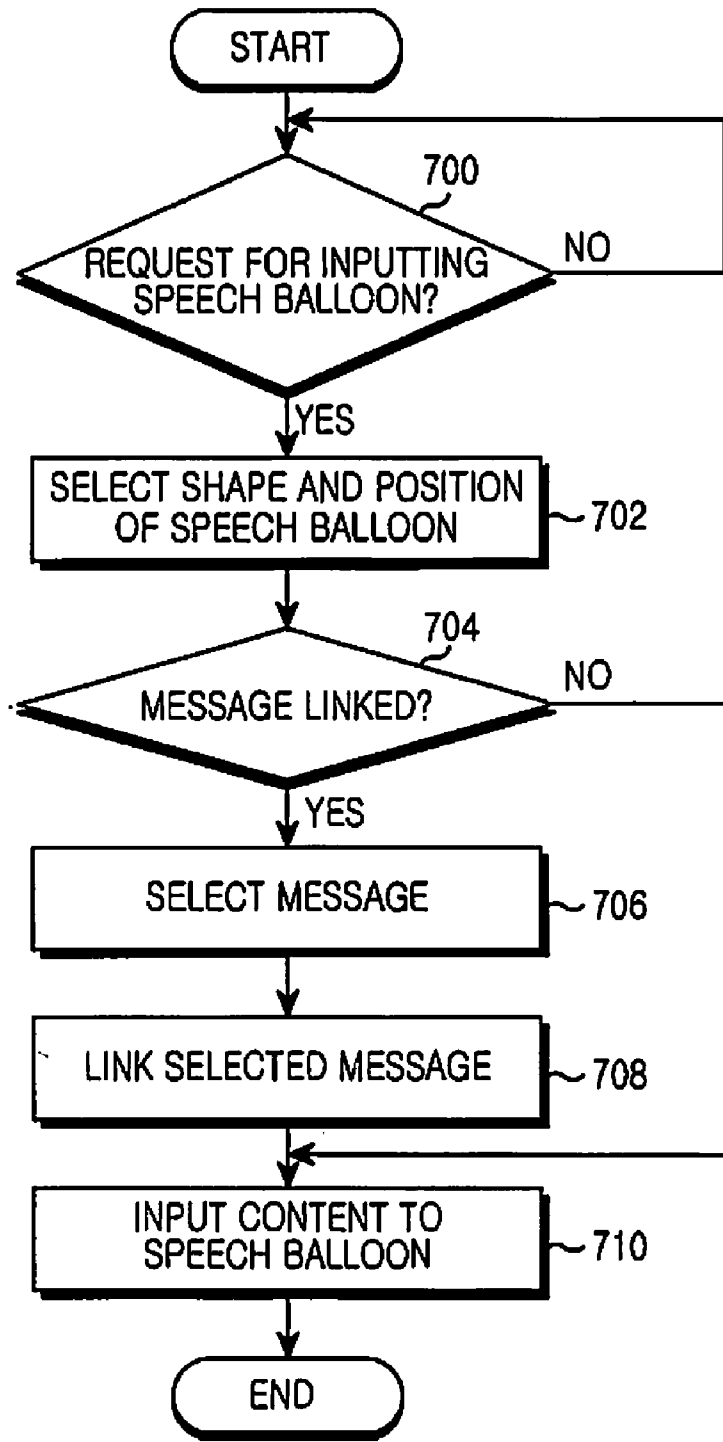 START
700
REQUEST FOR INPUTTING
SPEECH BALLOON?
NO
YES
SELECT SHAPE AND POSITION
OF SPEECH BALLOON
702
704
MESSAGE LINKED?
NO
YES
SELECT MESSAGE
706
LINK SELECTED MESSAGE
708
INPUT CONTENT TO
SPEECH BALLOON
710
END